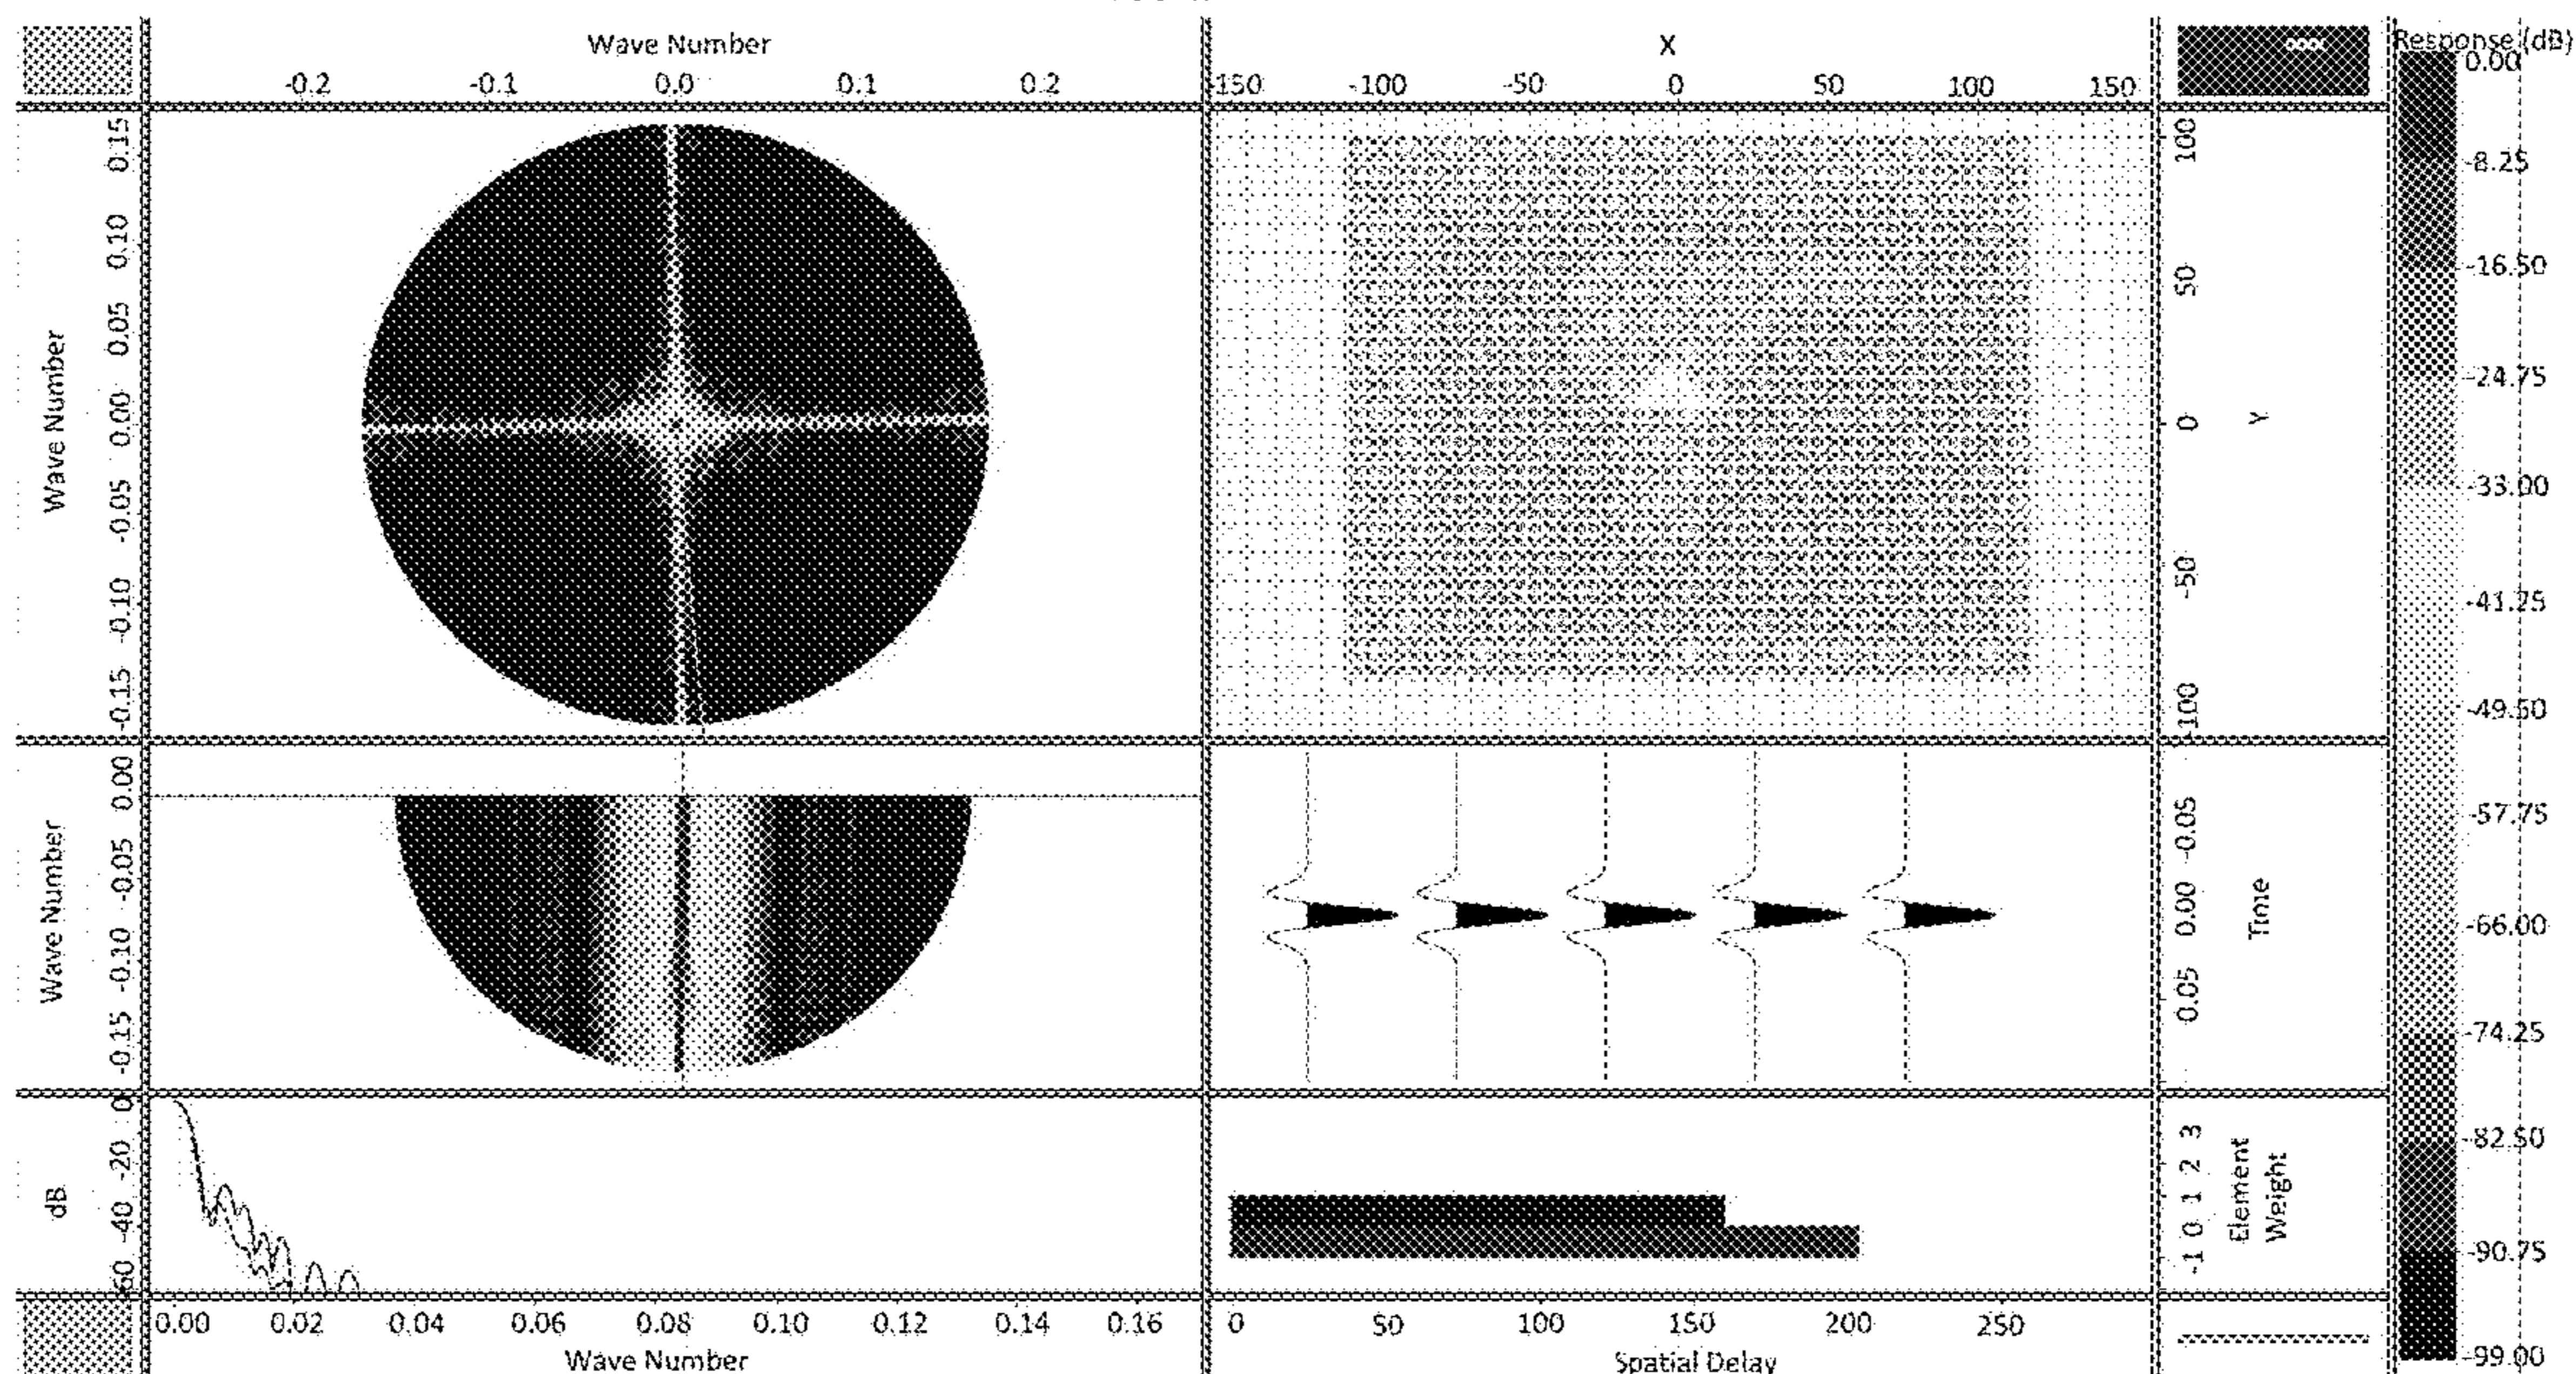 Wave Number
-0.2 -0.1 0.0 0.1 0.2
X
-150 -100 -50 0 50 100 150
Response (dB)
0.00
-8.25
-16.50
-24.75
-33.00
-41.25
-49.50
-57.75
-66.00
-74.25
-82.50
-90.75
-99.00
Wave Number
0.15 0.10 0.05 0.00 -0.05 -0.10 -0.15
100 50 0 -50 -100
Y
Wave Number
0.00 -0.05 -0.10 -0.15
-0.05 0.00 0.05
Time
dB
0 -20 -40 -60
-1 0 1 2 3
Element
Weight
0.00 0.02 0.04 0.06 0.08 0.10 0.12 0.14 0.16
Wave Number
0 50 100 150 200 250
Spatial Delay